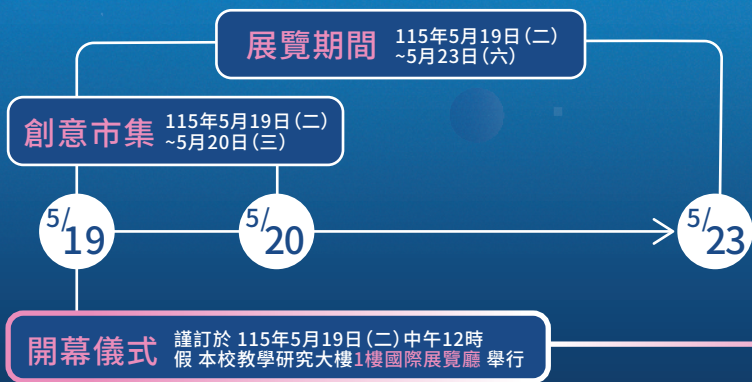 展覽期間
115年5月19日(二)
~5月23日(六)
創意市集
115年5月19日(二)
~5月20日(三)
5/19
5/20
5/23
開幕儀式
謹訂於 115年5月19日(二)中午12時
假 本校教學研究大樓1樓國際展覽廳 舉行